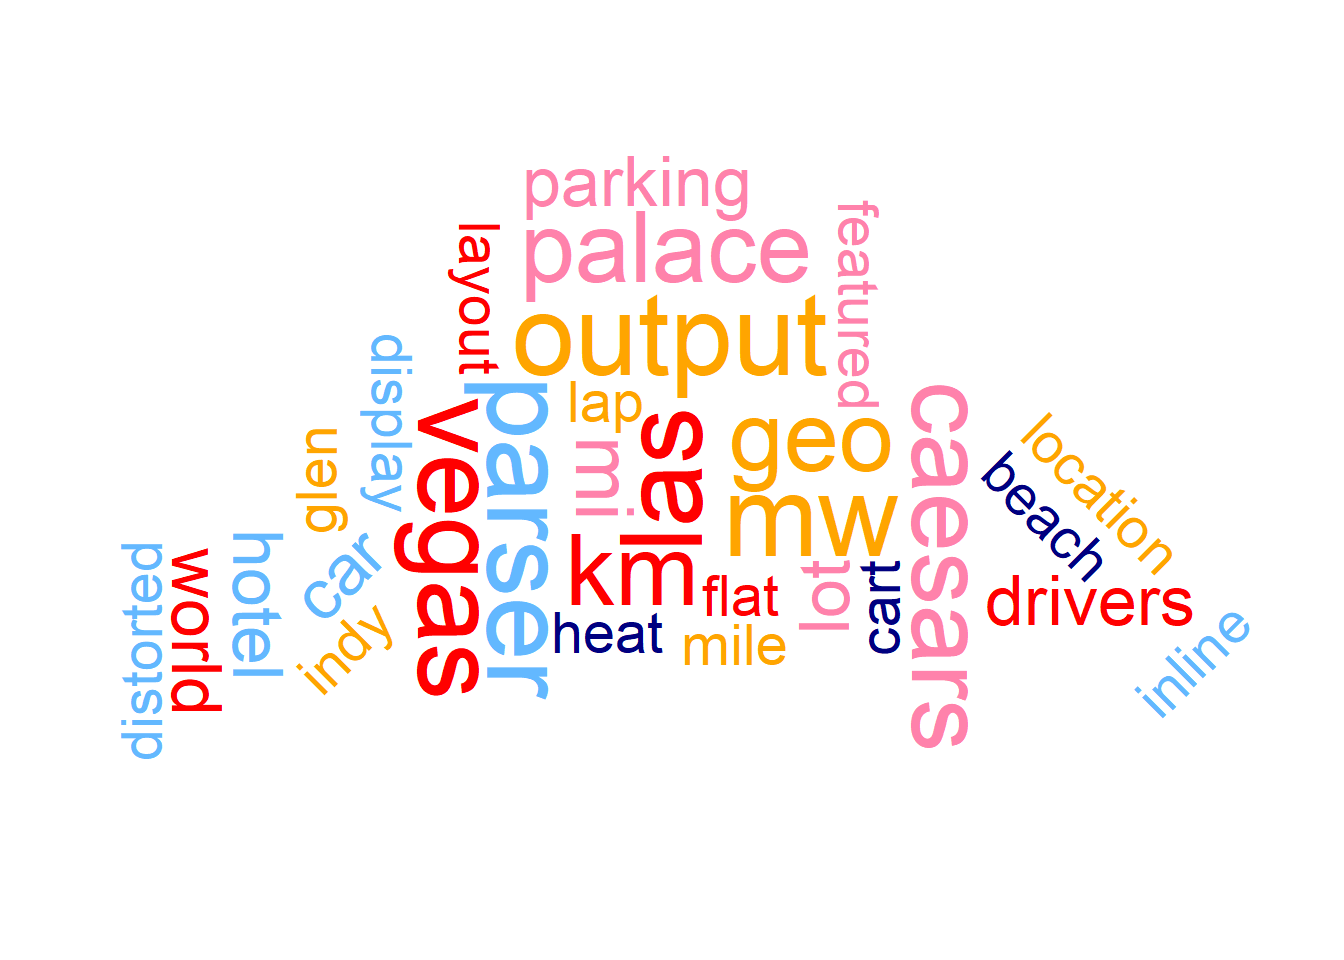 parking
palace
featured
layout
output
display
parser
lap
vegas
las
geo
caesars
mi
glen
location
beach
mw
km
hotel
car
distorted
world
lot
cart
flat
drivers
heat
mile
indy
inline